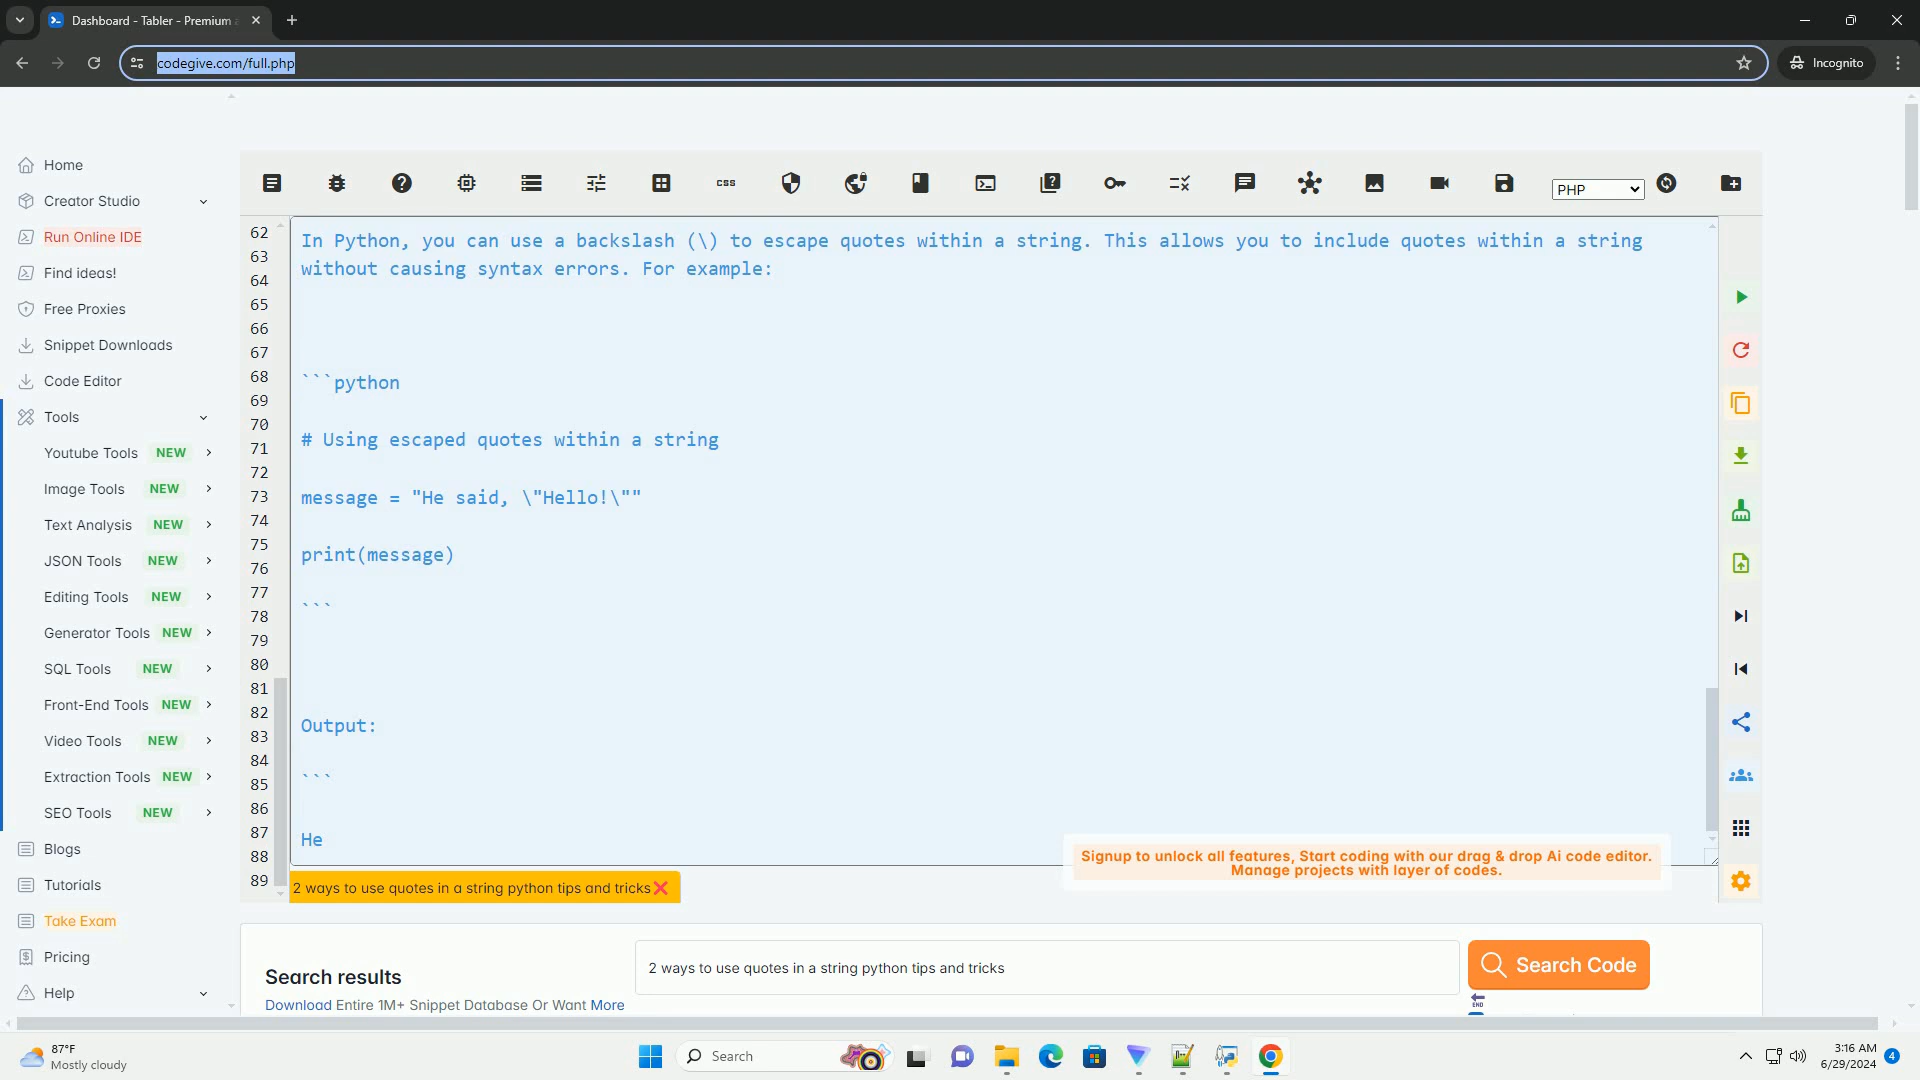 Dashboard - Tabler - Premium
codegive.com/full.php
Incognito
Home
Creator Studio
Run Online IDE
Find ideas!
Free Proxies
Snippet Downloads
Code Editor
Tools
Youtube Tools NEW
Image Tools NEW
Text Analysis NEW
JSON Tools NEW
Editing Tools NEW
Generator Tools NEW
SQL Tools NEW
Front-End Tools NEW
Video Tools NEW
Extraction Tools NEW
SEO Tools NEW
Blogs
Tutorials
Take Exam
Pricing
Help
css
PHP
62
63
64
65
66
67
68
69
70
71
72
73
74
75
76
77
78
79
80
81
82
83
84
85
86
87
88
89
In Python, you can use a backslash (\) to escape quotes within a string. This allows you to include quotes within a string
without causing syntax errors. For example:
```python
# Using escaped quotes within a string
message = "He said, \"Hello!\""
print(message)
```
Output:
```
He
Signup to unlock all features, Start coding with our drag & drop Ai code editor.
Manage projects with layer of codes.
2 ways to use quotes in a string python tips and tricks
Search results
Download Entire 1M+ Snippet Database Or Want More
2 ways to use quotes in a string python tips and tricks
Search Code
END
87°F
Mostly cloudy
Search
3:16 AM
6/29/2024
4